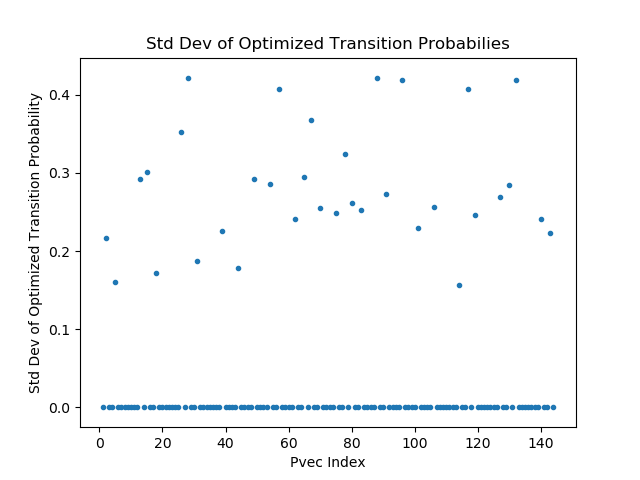 Std Dev of Optimized Transition Probabilies
Std Dev of Optimized Transition Probability
0.4
0.3
0.2
0.1
0.0
0 20 40 60 80 100 120 140
Pvec Index